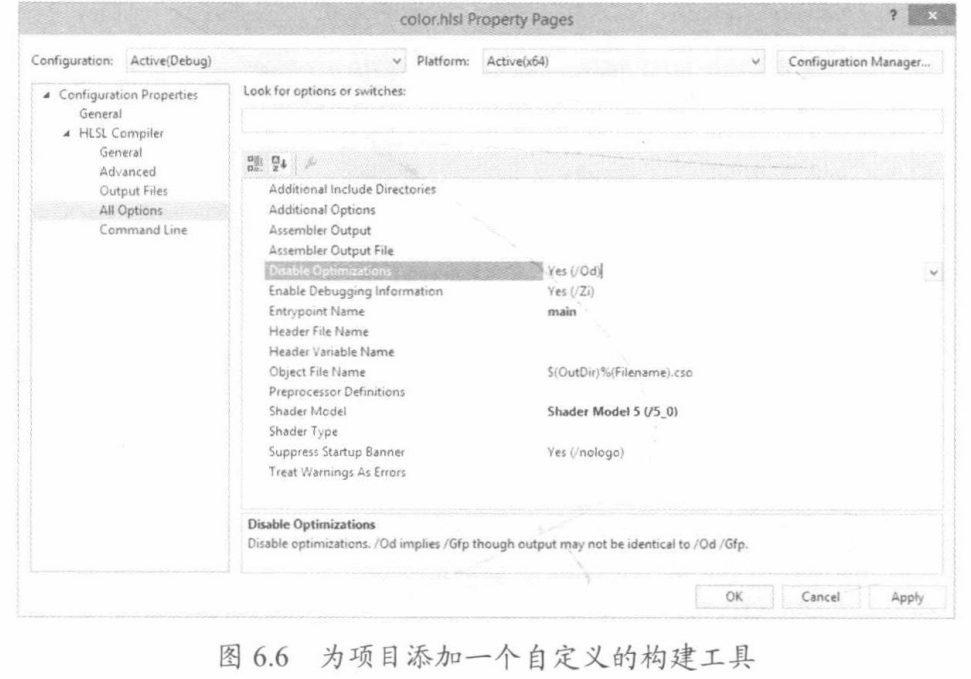 color.hlsl Property Pages
?
×
Configuration: Active(Debug) Platform: Active(x64) Configuration Manager...
Configuration Properties
General
HLSL Compiler
General
Advanced
Output Files
All Options
Command Line
Look for options or switches:
Additional Include Directories
Additional Options
Assembler Output
Assembler Output File
Disable Optimizations Yes (/Od)
Enable Debugging Information Yes (/Zi)
Entrypoint Name main
Header File Name
Header Variable Name
Object File Name $(OutDir)%(Filename).cso
Preprocessor Definitions
Shader Model Shader Model 5 (/5_0)
Shader Type
Suppress Startup Banner Yes (/nologo)
Treat Warnings As Errors
Disable Optimizations
Disable optimizations. /Od implies /Gfp though output may not be identical to /Od /Gfp.
OK Cancel Apply
图 6.6 为项目添加一个自定义的构建工具